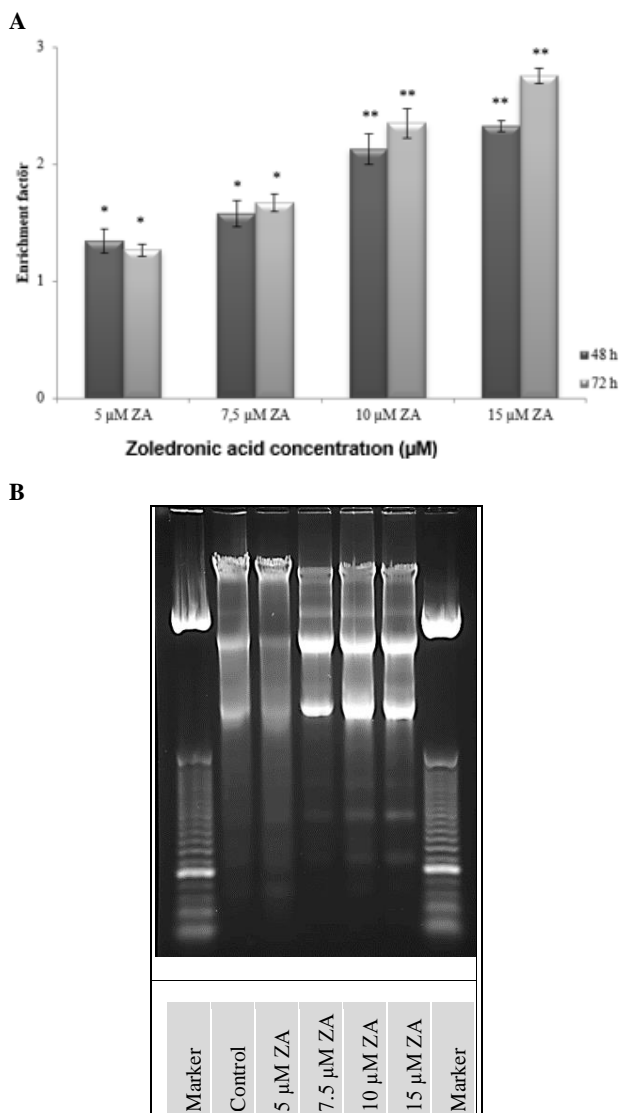 A
3
2
1
0
Enrichment factör
* * * * ** ** ** **
48 h
72 h
5 µM ZA 7,5 µM ZA 10 µM ZA 15 µM ZA
Zoledronic acid concentratıon (µM)
B
Marker
Control
5 µM ZA
7.5 µM ZA
10 µM ZA
15 µM ZA
Marker